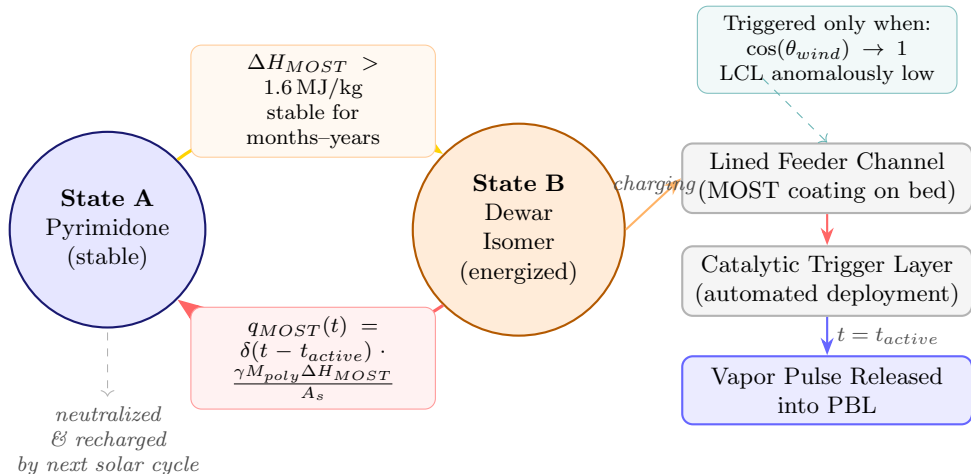 Triggered only when:
cos(θ_wind) → 1
LCL anomalously low
ΔH_MOST >
1.6 MJ/kg
stable for
months–years
State A
Pyrimidone
(stable)
State B
Dewar
Isomer
(energized)
charging
Lined Feeder Channel
(MOST coating on bed)
Catalytic Trigger Layer
(automated deployment)
q_MOST(t) =
δ(t − t_active) ·
γM_polyΔH_MOST
A_s
t = t_active
Vapor Pulse Released
into PBL
neutralized
& recharged
by next solar cycle